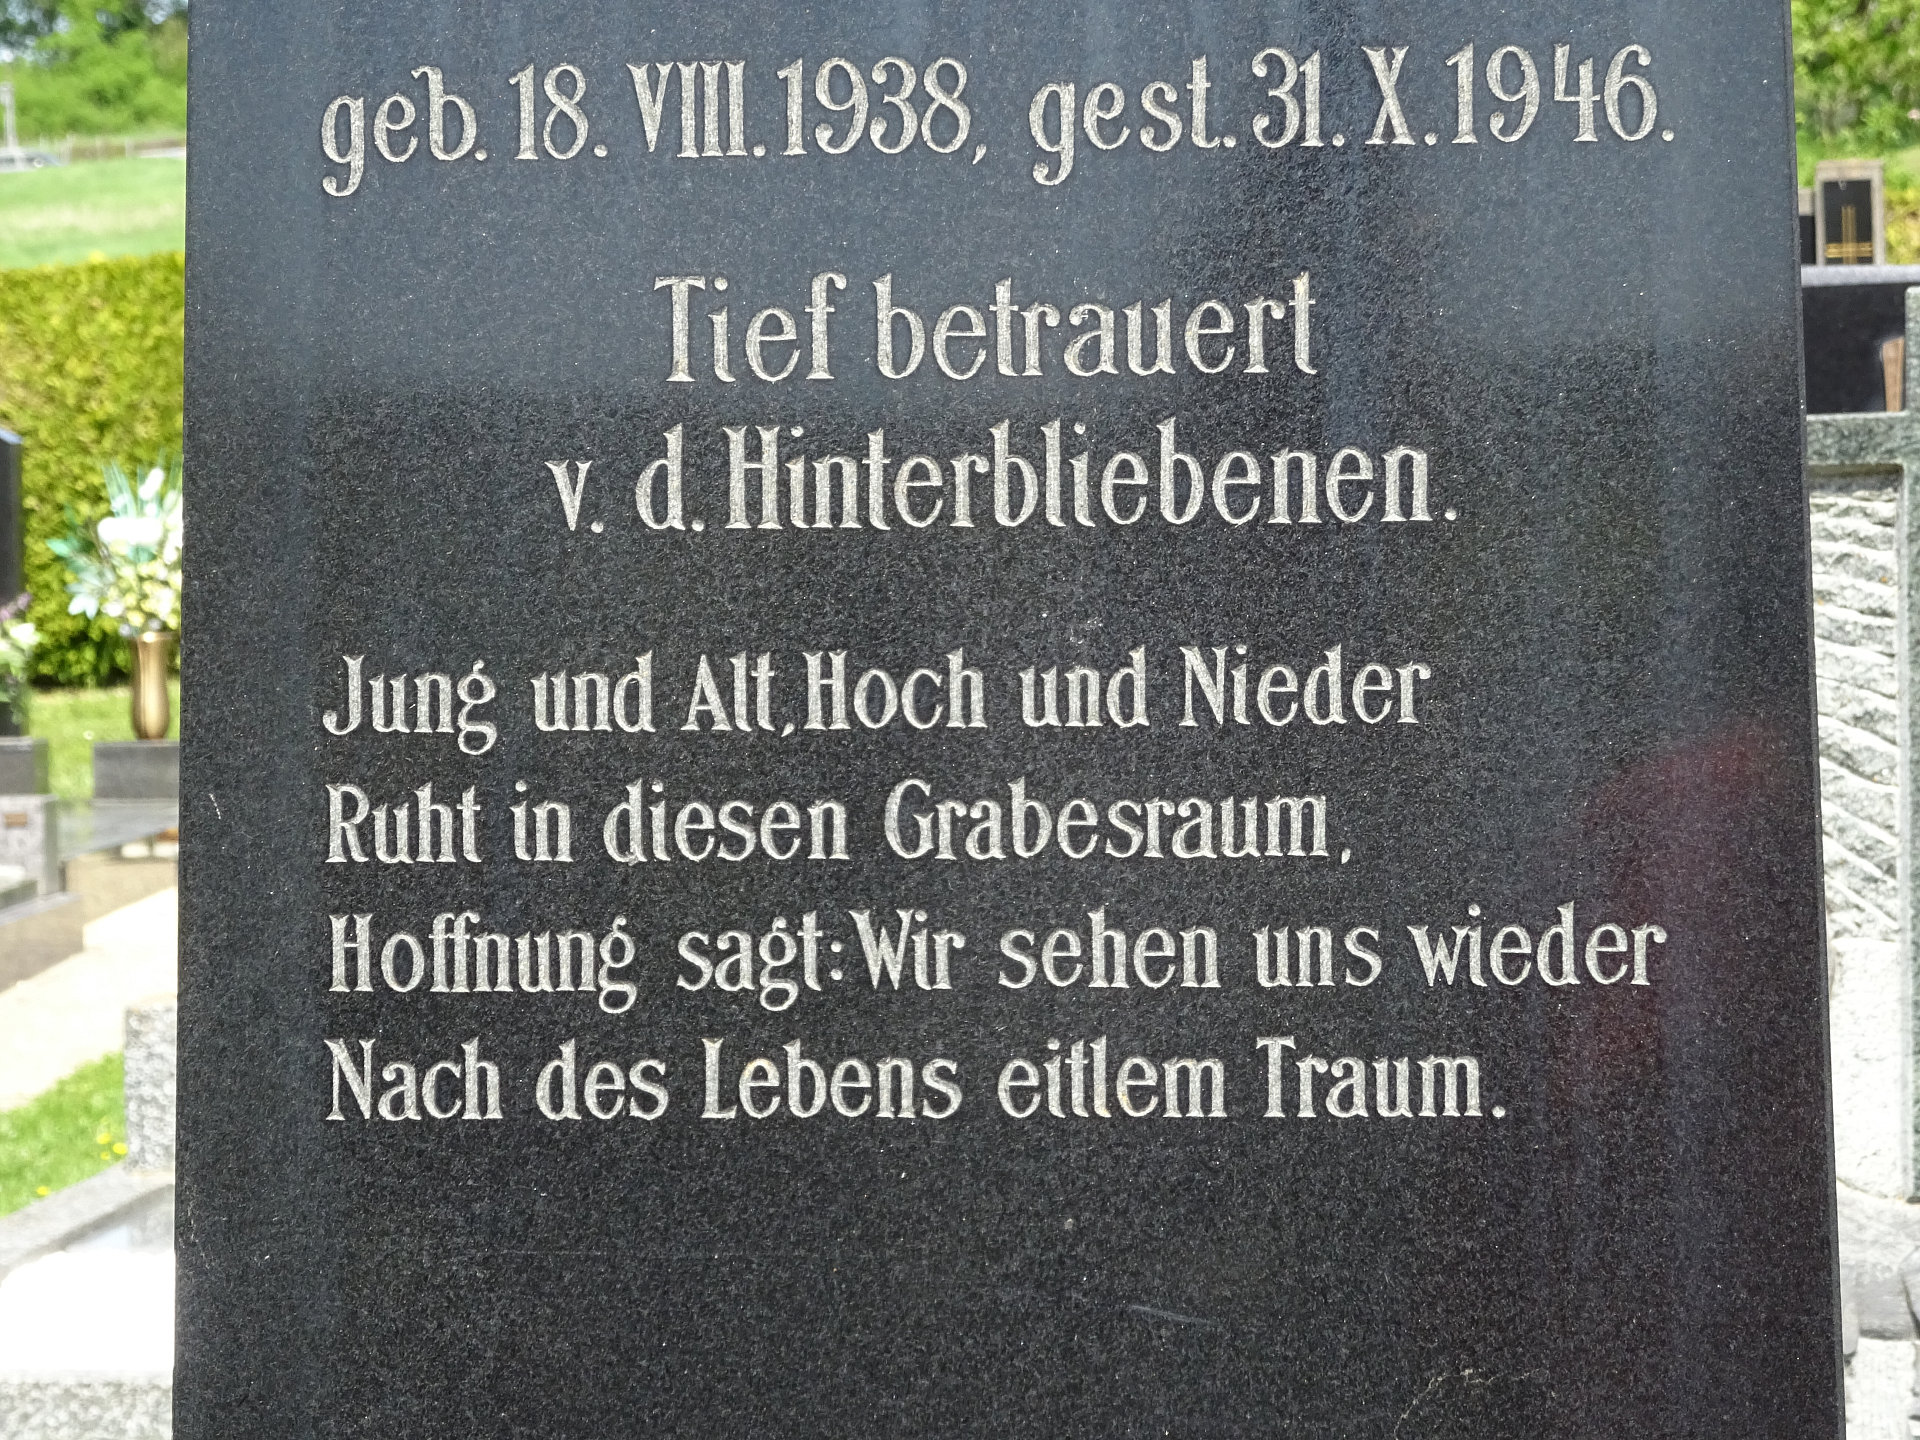 geb. 18. VIII. 1938, gest. 31. X. 1946.
Tief betrauert
v. d. Hinterbliebenen.
Jung und Alt, Hoch und Nieder
Ruht in diesen Grabesraum,
Hoffnung sagt: Wir sehen uns wieder
Nach des Lebens eitlem Traum.